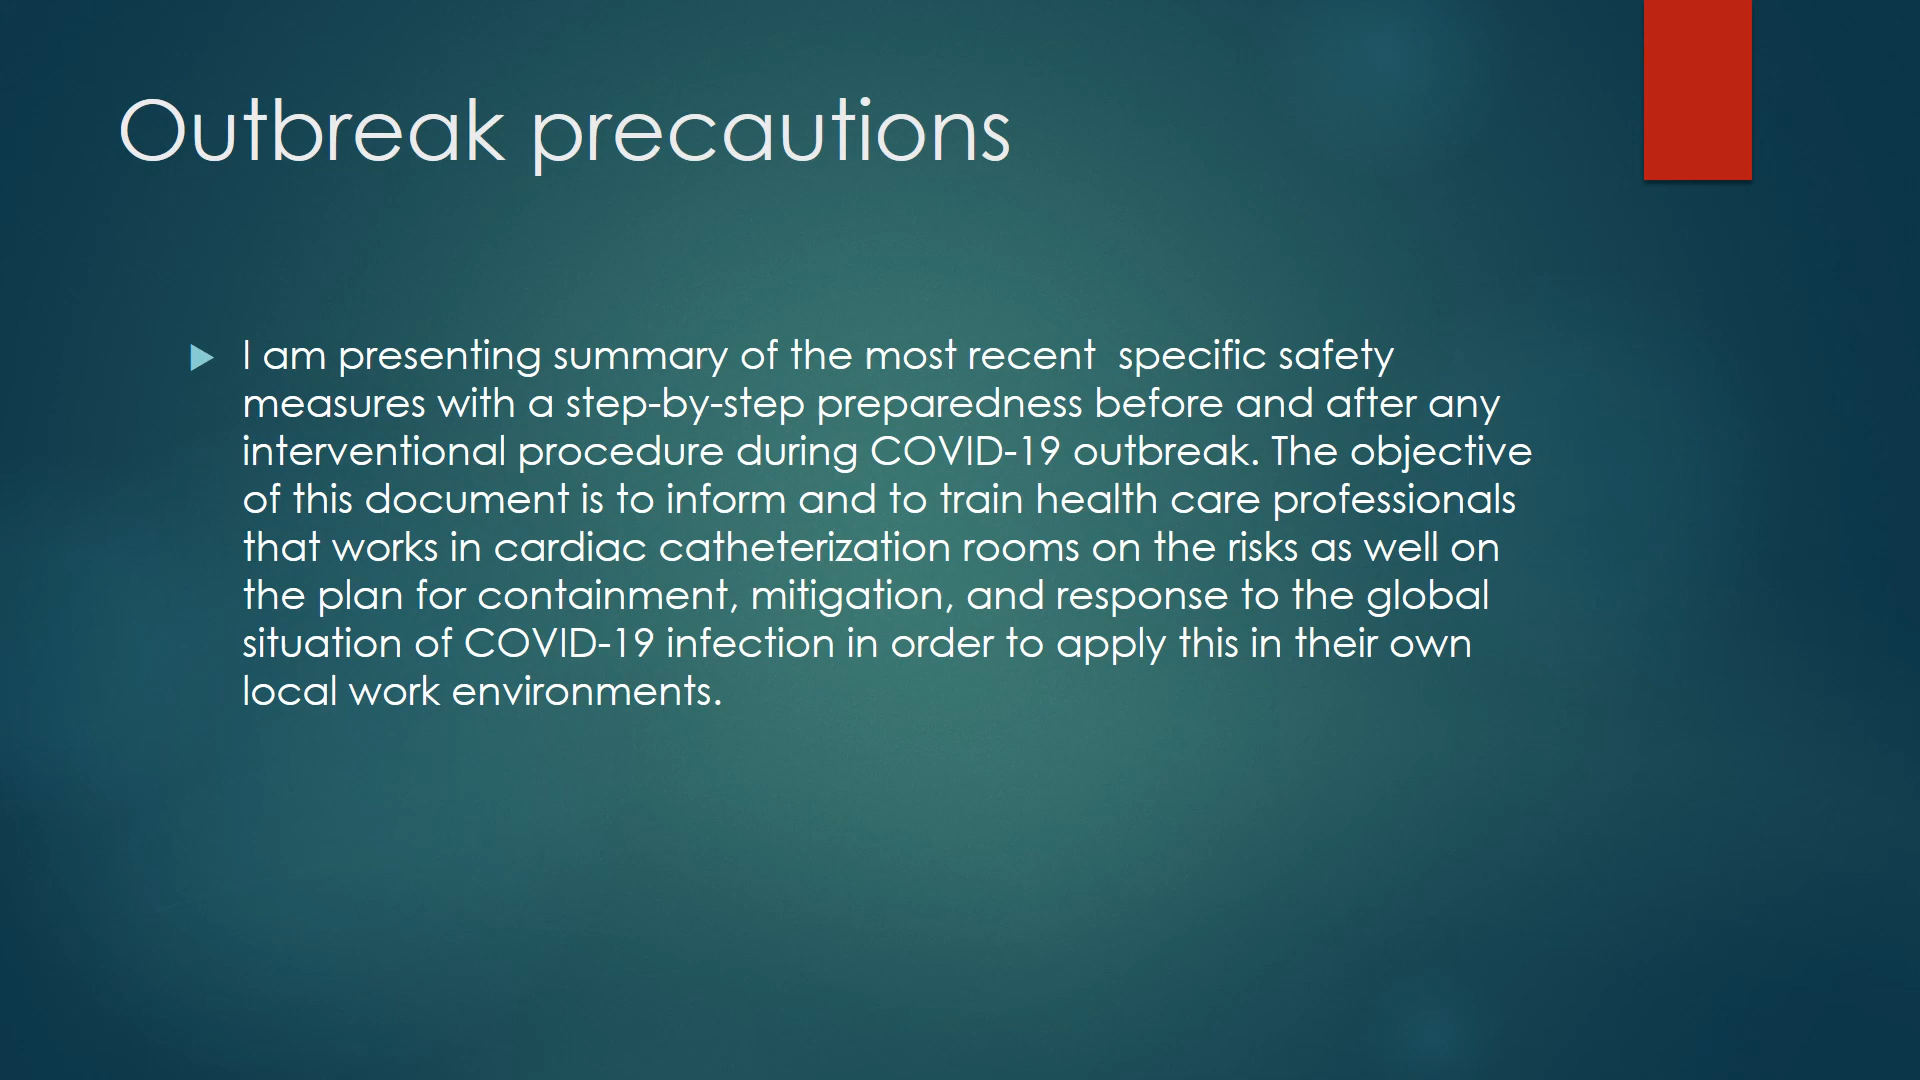 Outbreak precautions
I am presenting summary of the most recent  specific safety
measures with a step-by-step preparedness before and after any
interventional procedure during COVID-19 outbreak. The objective
of this document is to inform and to train health care professionals
that works in cardiac catheterization rooms on the risks as well on
the plan for containment, mitigation, and response to the global
situation of COVID-19 infection in order to apply this in their own
local work environments.